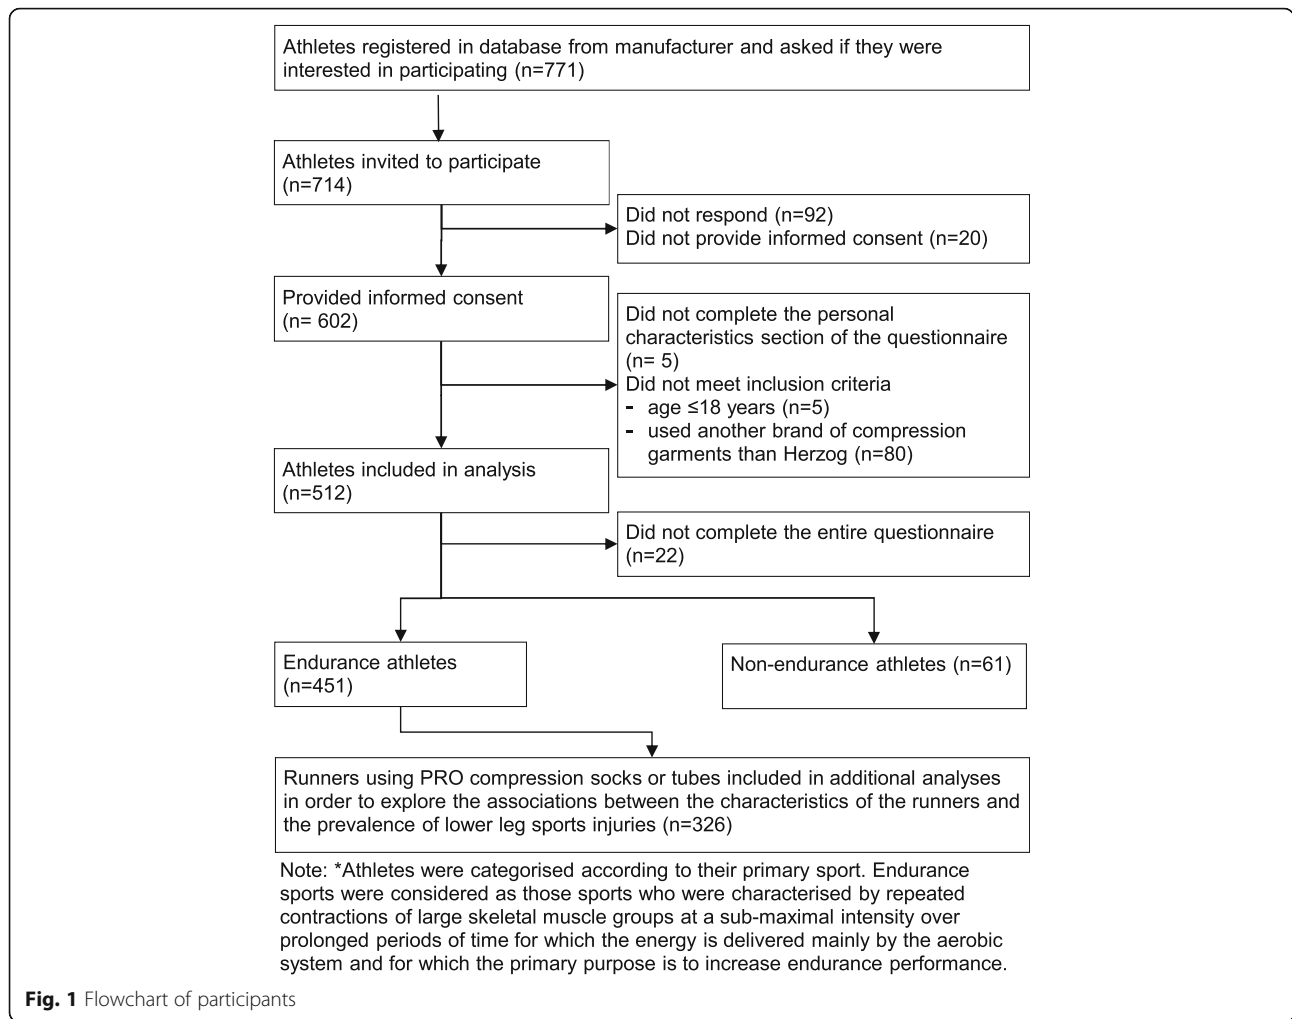 Athletes registered in database from manufacturer and asked if they were
interested in participating (n=771)
Athletes invited to participate
(n=714)
Did not respond (n=92)
Did not provide informed consent (n=20)
Provided informed consent
(n= 602)
Did not complete the personal
characteristics section of the questionnaire
(n= 5)
Did not meet inclusion criteria
- age ≤18 years (n=5)
- used another brand of compression
garments than Herzog (n=80)
Athletes included in analysis
(n=512)
Did not complete the entire questionnaire
(n=22)
Endurance athletes
(n=451)
Non-endurance athletes (n=61)
Runners using PRO compression socks or tubes included in additional analyses
in order to explore the associations between the characteristics of the runners and
the prevalence of lower leg sports injuries (n=326)
Note: *Athletes were categorised according to their primary sport. Endurance
sports were considered as those sports who were characterised by repeated
contractions of large skeletal muscle groups at a sub-maximal intensity over
prolonged periods of time for which the energy is delivered mainly by the aerobic
system and for which the primary purpose is to increase endurance performance.
Fig. 1 Flowchart of participants